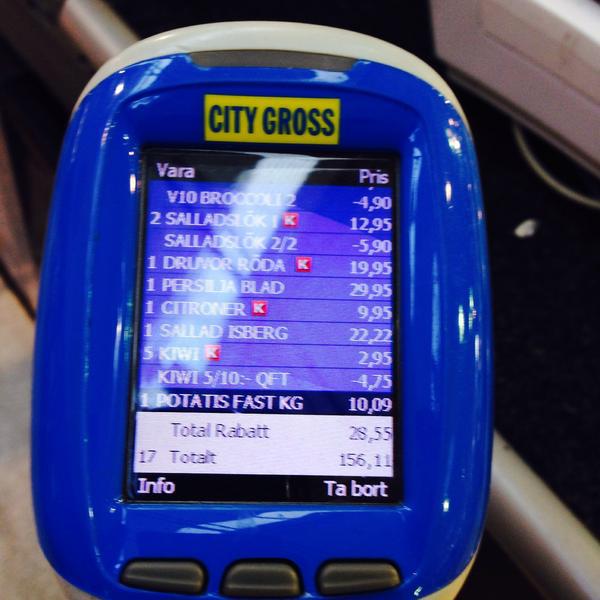 CITY GROSS
Vara Pris
V10 BROCCOLI 2 -4,90
2 SALLADSLÖK 1 K 12,95
SALLADSLÖK 2/2 -5,90
1 DRUVOR RÖDA K 19,95
1 PERSILJA BLAD 29,95
1 CITRONER K 9,95
1 SALLAD ISBERG 22,22
5 KIWI K 2,95
KIWI 5/10:- QFT -4,75
1 POTATIS FAST KG 10,09
Total Rabatt 28,55
17 Totalt 156,11
Info Ta bort